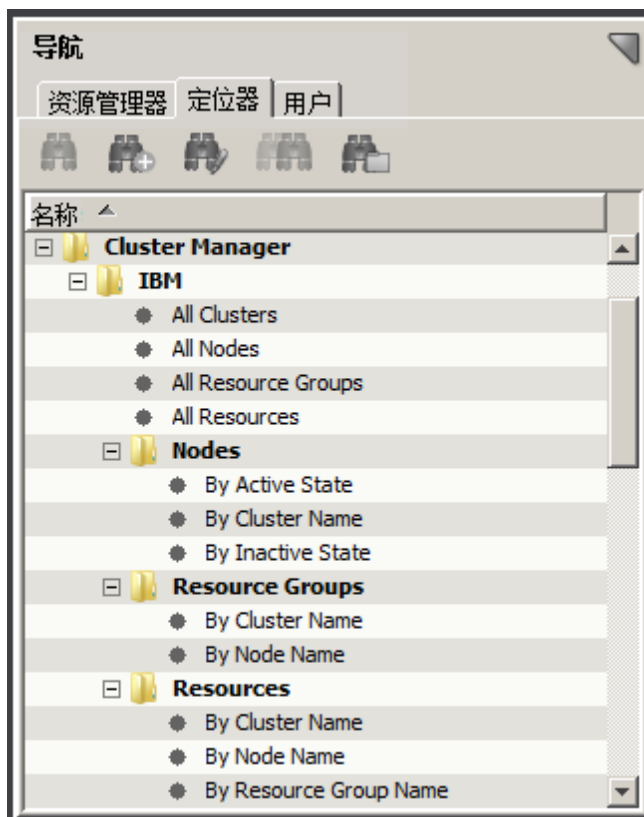 导航
资源管理器 定位器 用户
名称
Cluster Manager
IBM
All Clusters
All Nodes
All Resource Groups
All Resources
Nodes
By Active State
By Cluster Name
By Inactive State
Resource Groups
By Cluster Name
By Node Name
Resources
By Cluster Name
By Node Name
By Resource Group Name